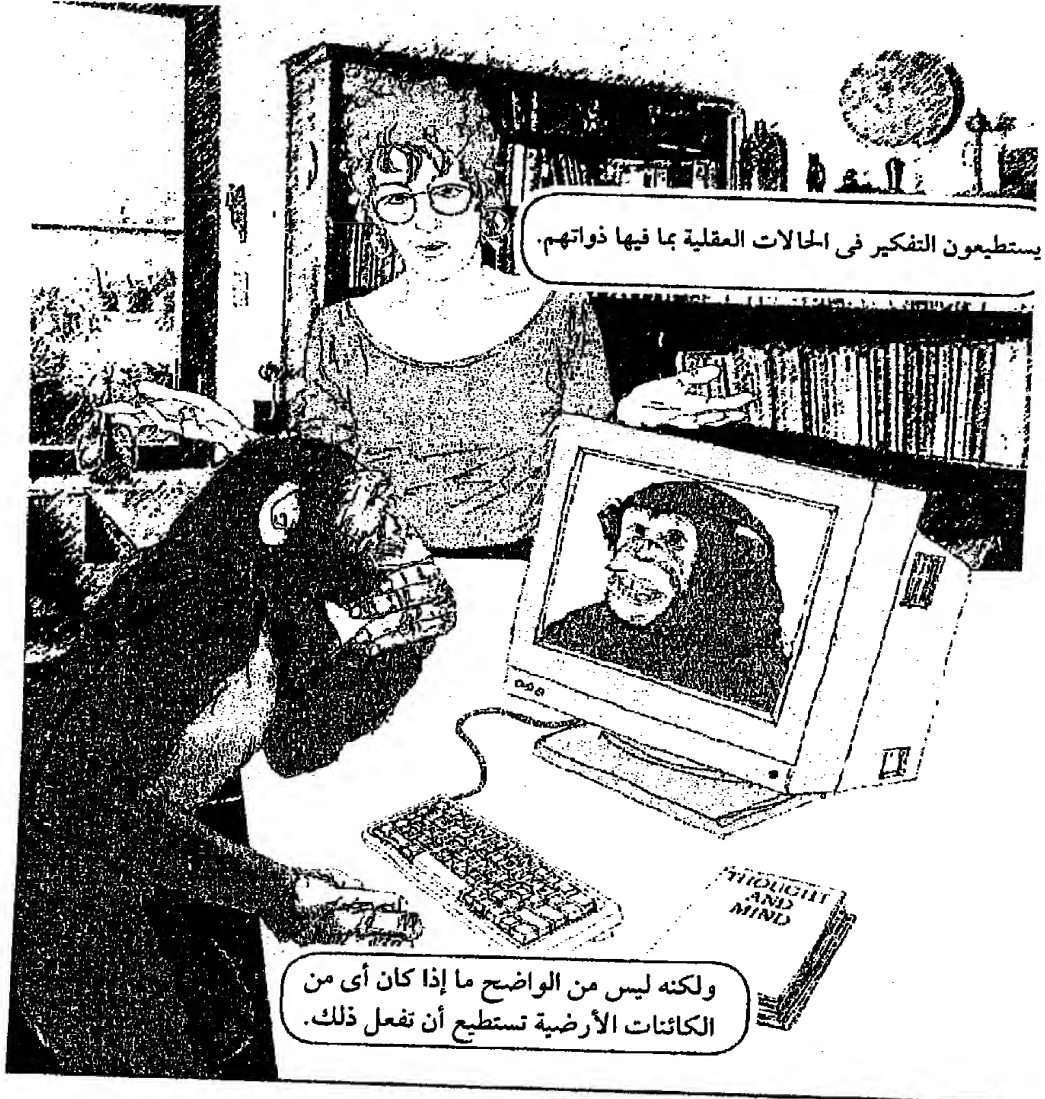 يستطيعون التفكير فى الحالات العقلية بما فيها ذواتهم.
THOUGHT
AND
MIND
ولكنه ليس من الواضح ما إذا كان أى من
الكائنات الأرضية تستطيع أن تفعل ذلك.